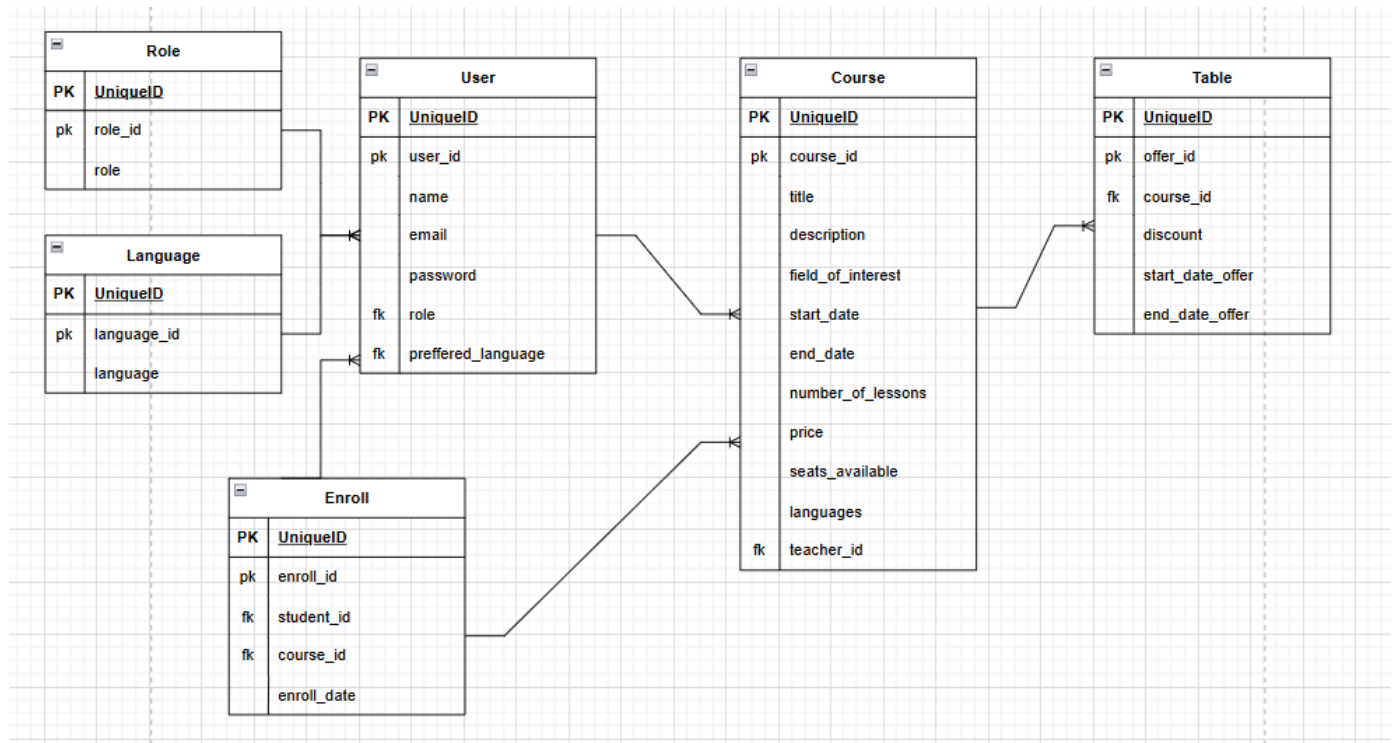 Role
PK UniqueID
pk role_id
role
Language
PK UniqueID
pk language_id
language
User
PK UniqueID
pk user_id
name
email
password
fk role
fk preffered_language
Enroll
PK UniqueID
pk enroll_id
fk student_id
fk course_id
enroll_date
Course
PK UniqueID
pk course_id
title
description
field_of_interest
start_date
end_date
number_of_lessons
price
seats_available
languages
fk teacher_id
Table
PK UniqueID
pk offer_id
fk course_id
discount
start_date_offer
end_date_offer